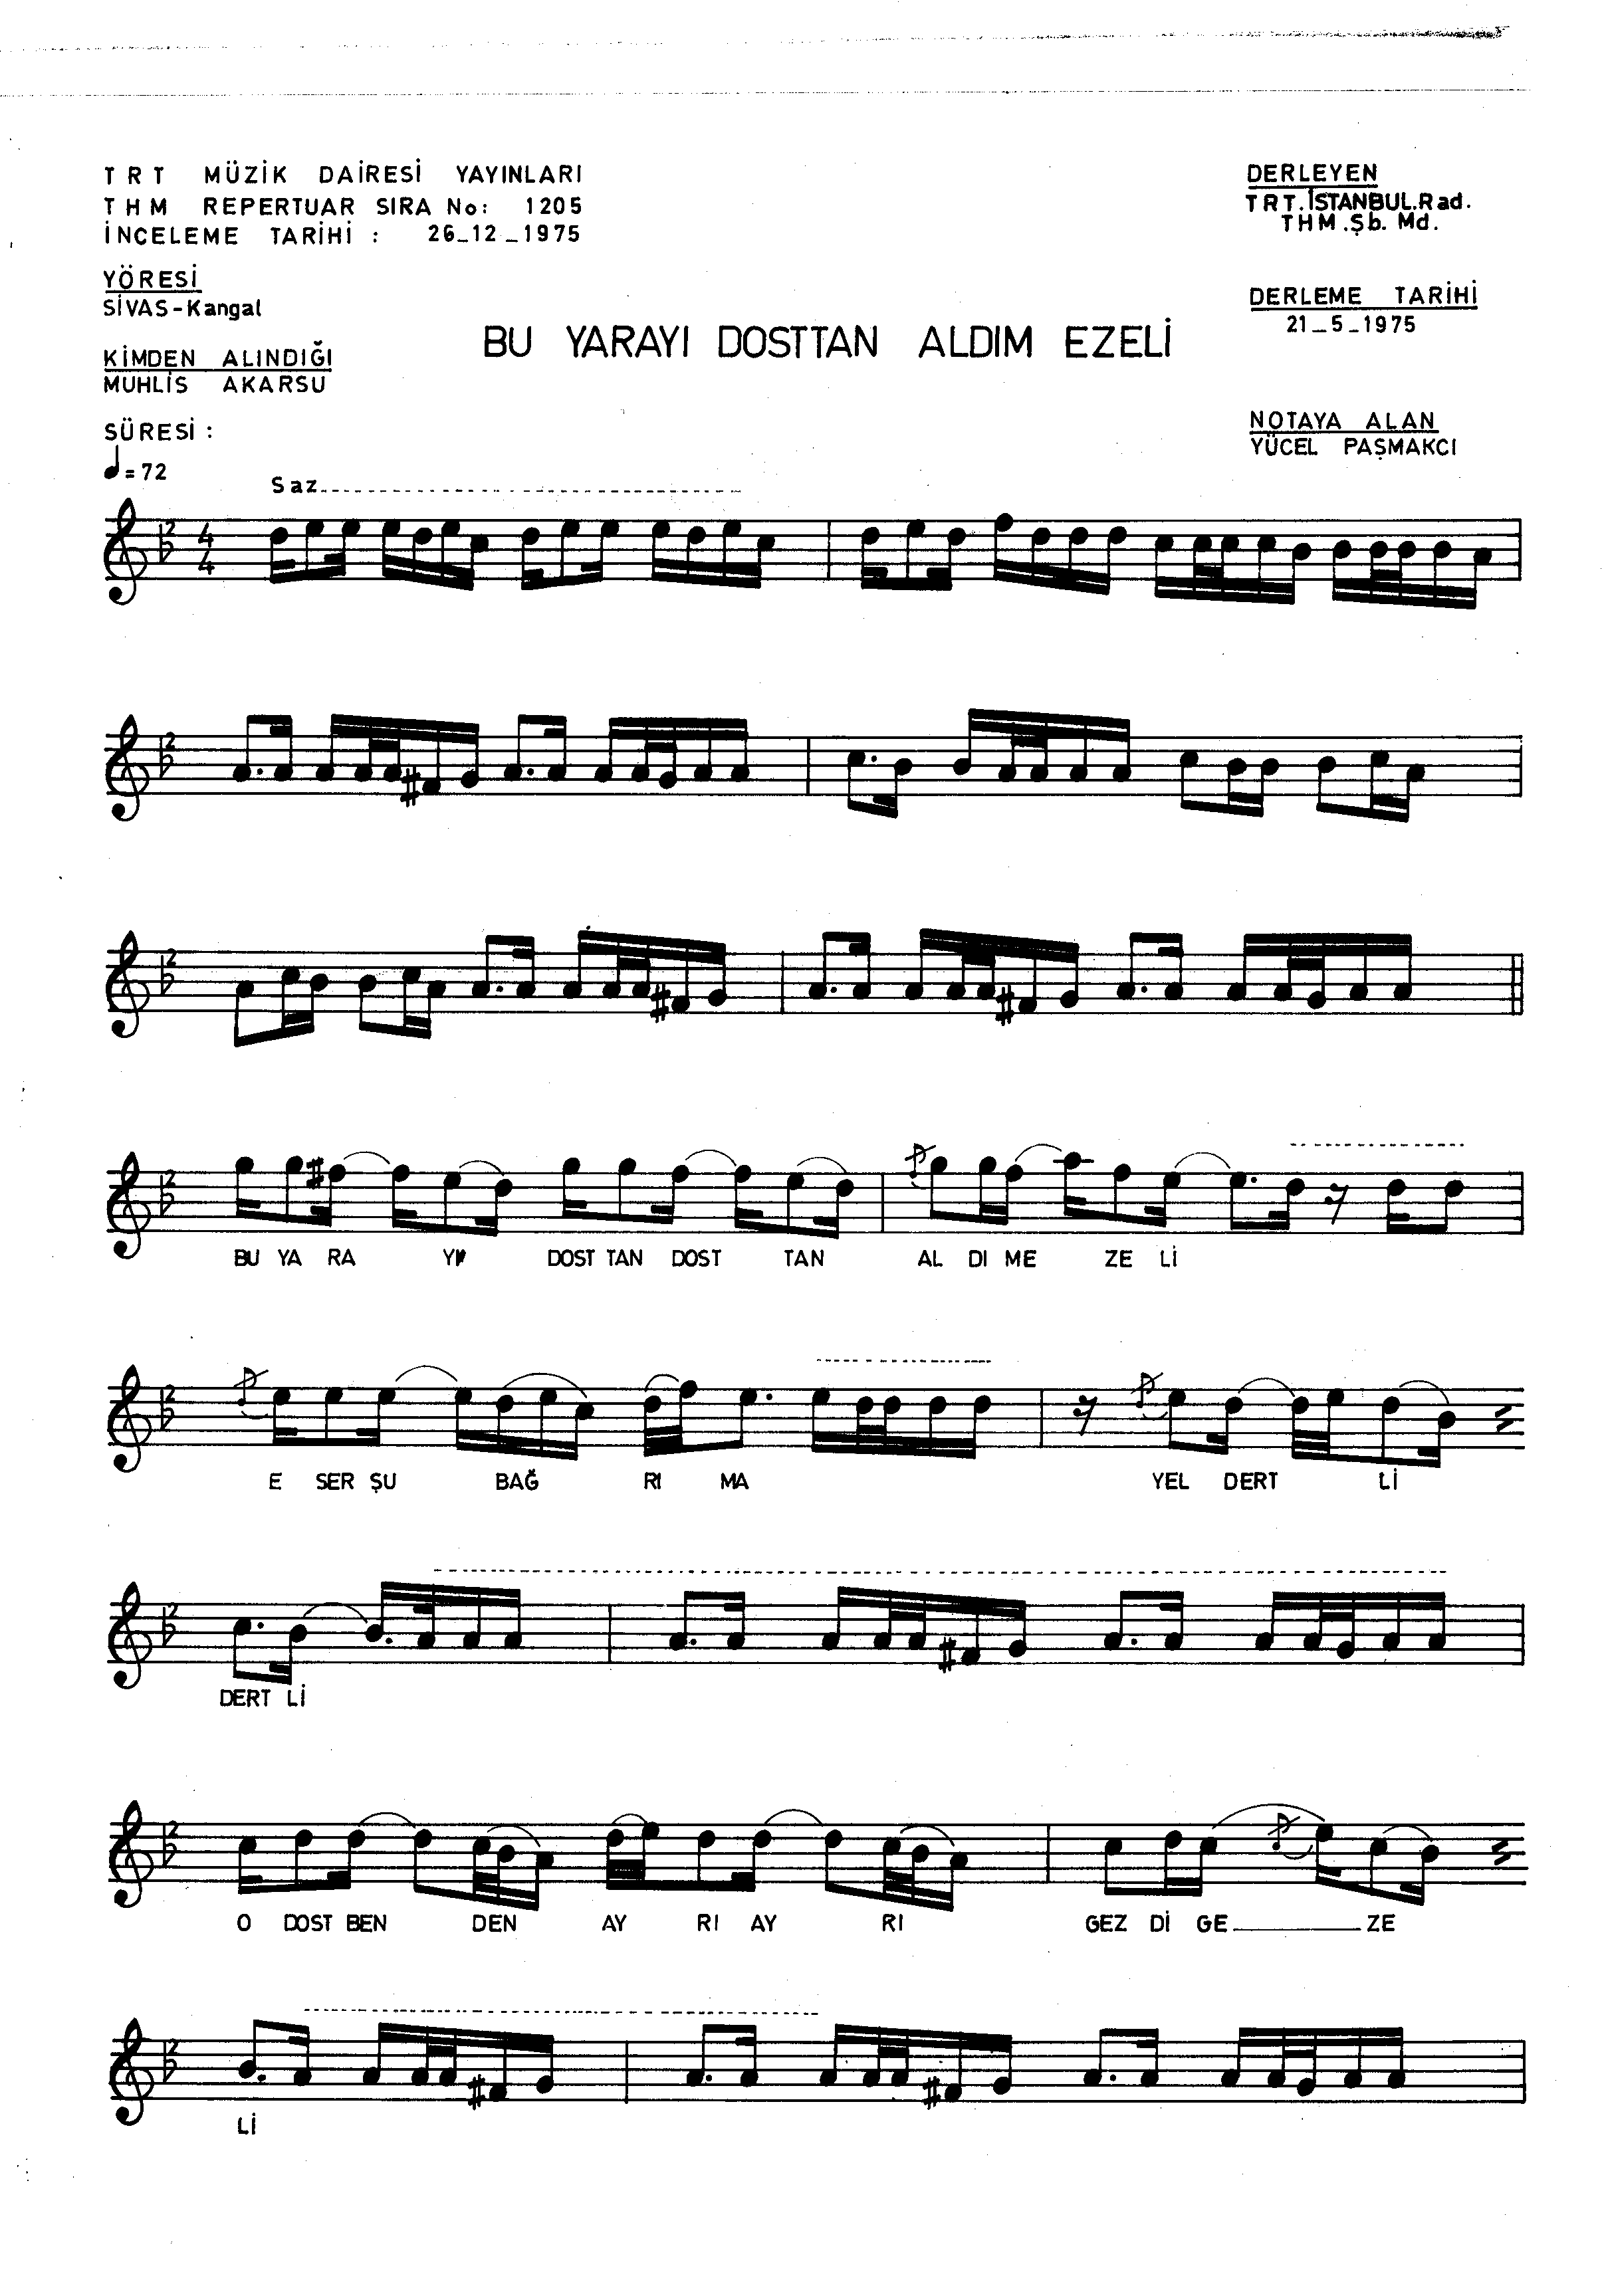 TRT MÜZİK DAİRESİ YAYINLARI
THM REPERTUAR SIRA No: 1205
İNCELEME TARİHİ : 26_12_1975
DERLEYEN
TRT.İSTANBUL.Rad.
THM.Şb. Md.
YÖRESİ
SİVAS-Kangal
DERLEME TARİHİ
21_5_1975
BU YARAYI DOSTTAN ALDIM EZELİ
KİMDEN ALINDIĞI
MUHLİS AKARSU
SÜRESİ :
NOTAYA ALAN
YÜCEL PAŞMAKCI
♩=72
Saz
BU YA RA YI DOST TAN DOST TAN AL DI ME ZE Lİ
E SER ŞU BAĞ RI MA YEL DERT Lİ
DERT Lİ
O DOST BEN DEN AY RI AY RI GEZ Dİ GE ZE
Lİ